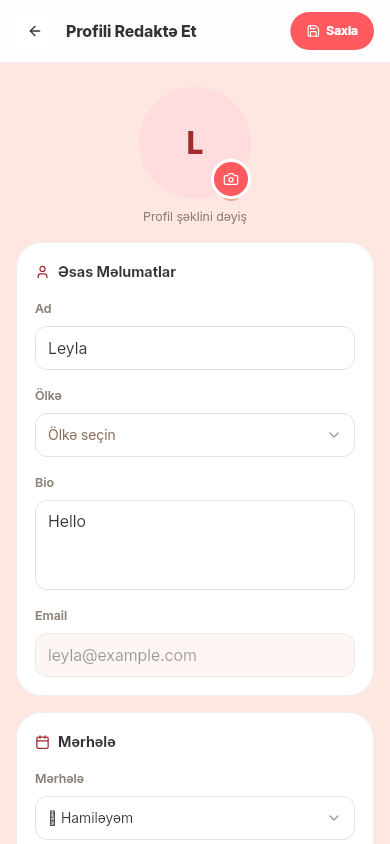 Profili Redaktə Et
Saxla
L
Profil şəklini dəyiş
Əsas Məlumatlar
Ad
Leyla
Ölkə
Ölkə seçin
Bio
Hello
Email
leyla@example.com
Mərhələ
Mərhələ
Hamiləyəm